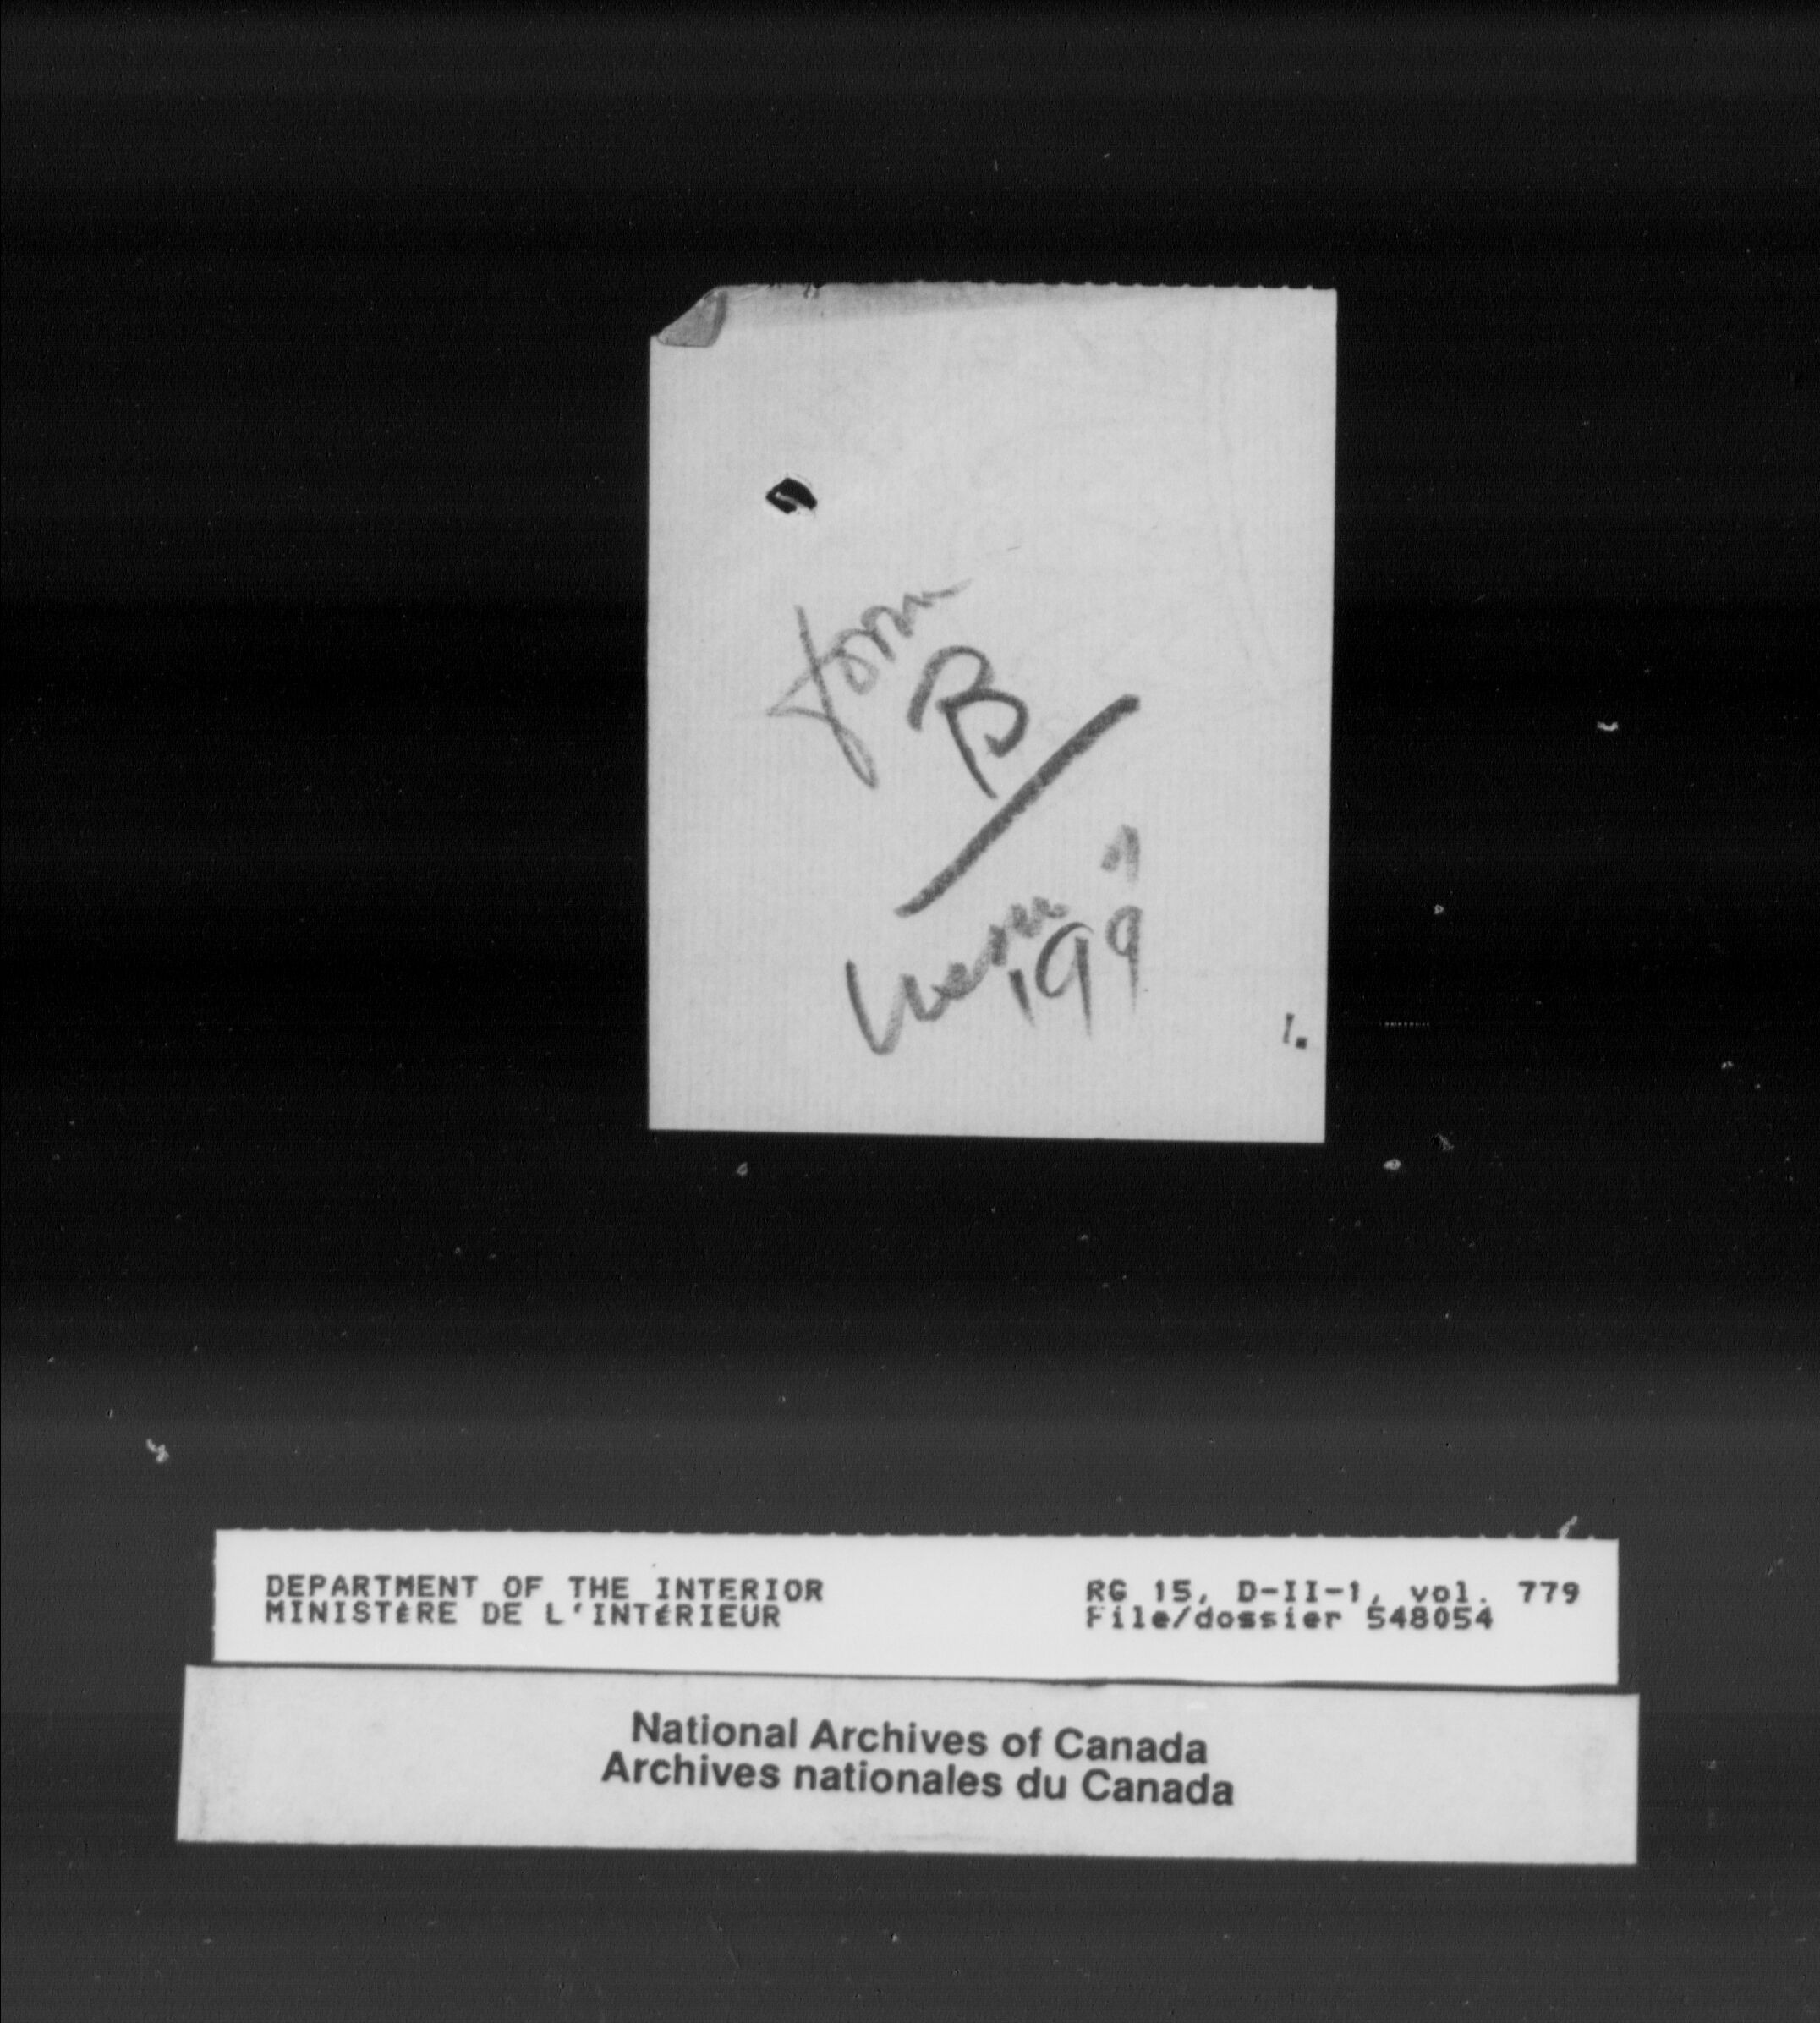 form
B
199
1.
DEPARTMENT OF THE INTERIOR
MINISTÈRE DE L'INTÉRIEUR
RG 15, D-II-1, vol. 779
File/dossier 548054
National Archives of Canada
Archives nationales du Canada